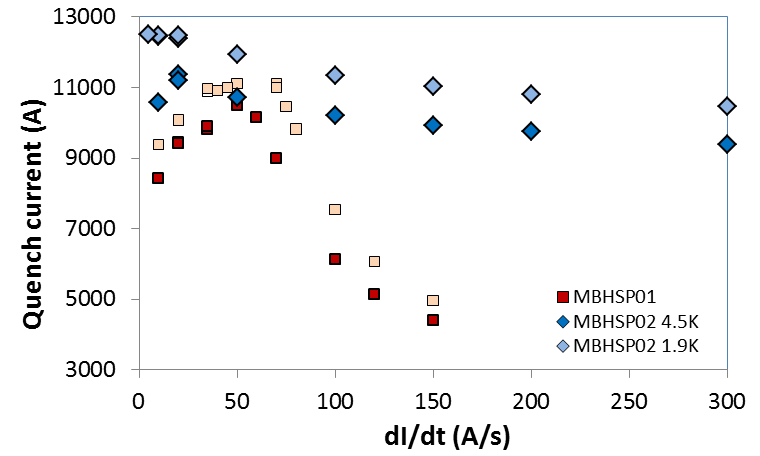 Quench current (A)
13000
11000
9000
7000
5000
3000
0 50 100 150 200 250 300
dI/dt (A/s)
MBHSP01
MBHSP02 4.5K
MBHSP02 1.9K